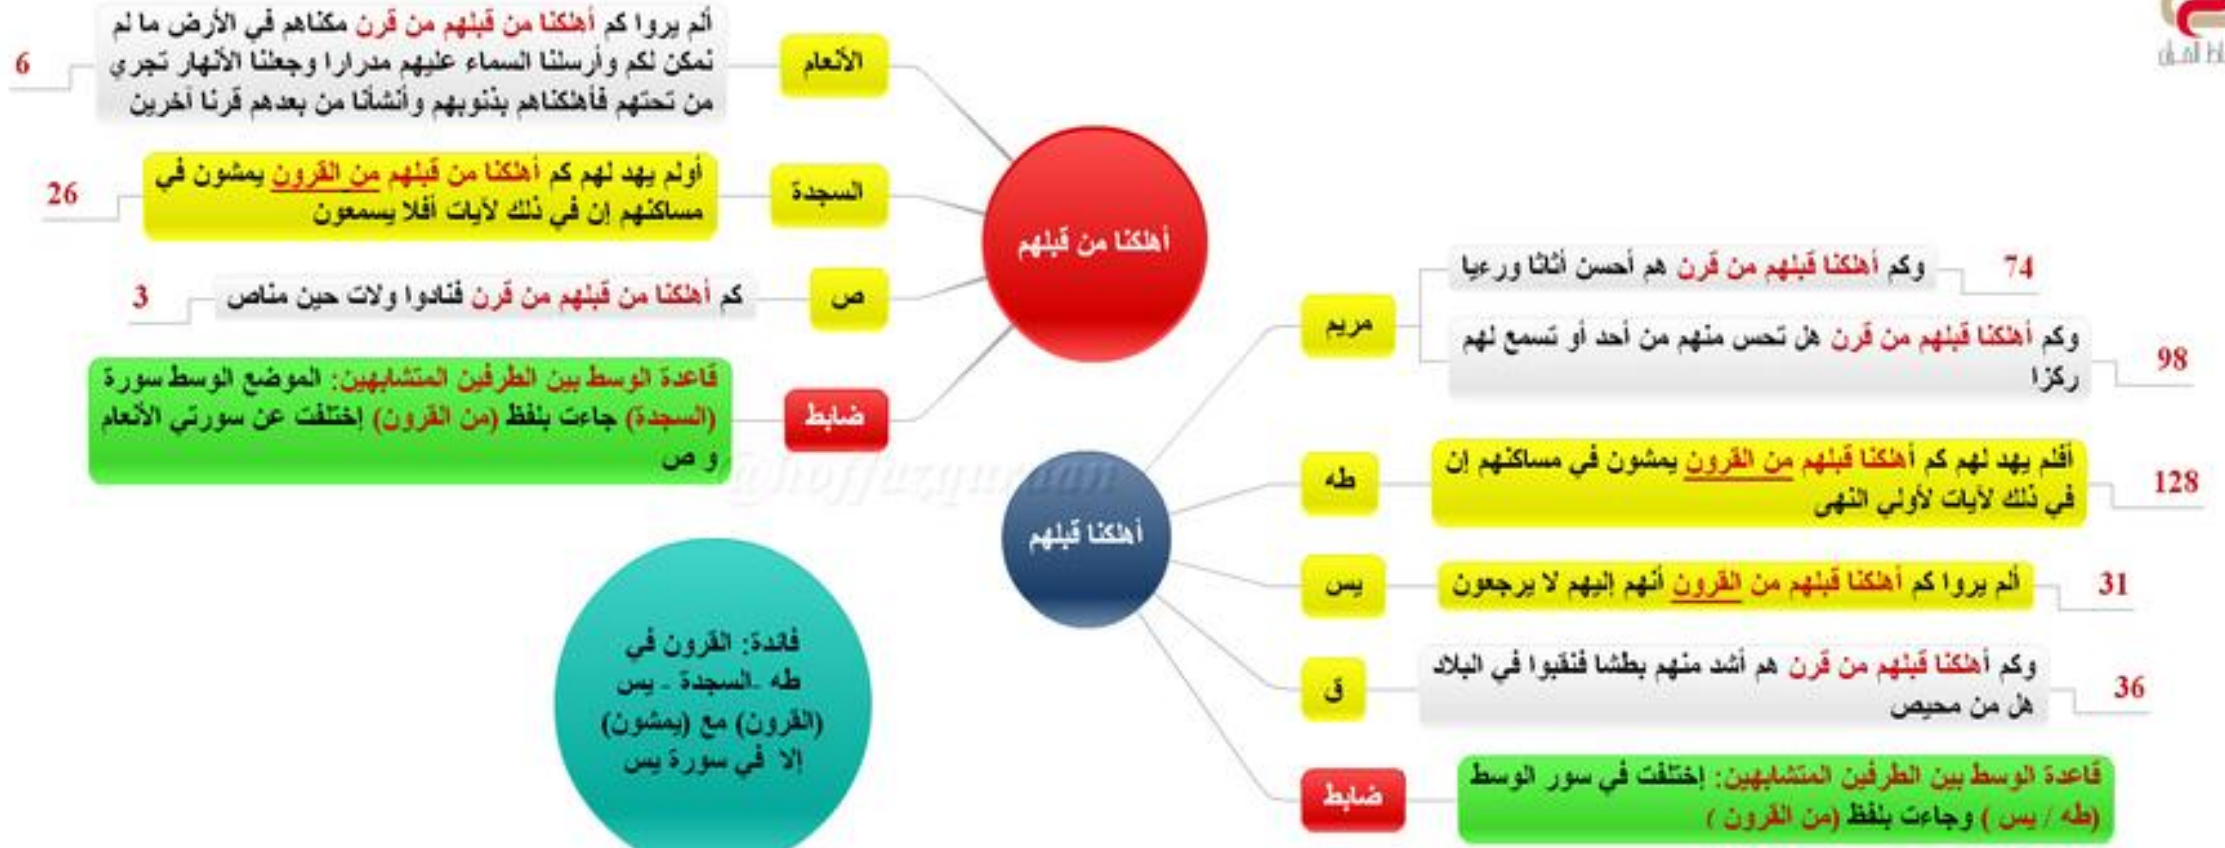 أهلكنا من قبلهم
الأنعام
ألم يروا كم أهلكنا من قبلهم من قرن مكناهم في الأرض ما لم
نمكن لكم وأرسلنا السماء عليهم مدرارا وجعلنا الأنهار تجري
من تحتهم فأهلكناهم بذنوبهم وأنشأنا من بعدهم قرنا آخرين
6
السجدة
أولم يهد لهم كم أهلكنا من قبلهم من القرون يمشون في
مساكنهم إن في ذلك لآيات أفلا يسمعون
26
ص
كم أهلكنا من قبلهم من قرن فنادوا ولات حين مناص
3
ضابط
قاعدة الوسط بين الطرفين المتشابهين: الموضع الوسط سورة
(السجدة) جاءت بلفظ (من القرون) إختلفت عن سورتي الأنعام
و ص
@hoffazquraan
أهلكنا قبلهم
مريم
74
وكم أهلكنا قبلهم من قرن هم أحسن أثاثا ورءيا
98
وكم أهلكنا قبلهم من قرن هل تحس منهم من أحد أو تسمع لهم
ركزا
طه
128
أفلم يهد لهم كم أهلكنا قبلهم من القرون يمشون في مساكنهم إن
في ذلك لآيات لأولي النهى
يس
31
ألم يروا كم أهلكنا قبلهم من القرون أنهم إليهم لا يرجعون
ق
36
وكم أهلكنا قبلهم من قرن هم أشد منهم بطشا فنقبوا في البلاد
هل من محيص
ضابط
قاعدة الوسط بين الطرفين المتشابهين: إختلفت في سور الوسط
(طه / يس ) وجاءت بلفظ (من القرون )
فائدة: القرون في
طه -السجدة - يس
(القرون) مع (يمشون)
إلا في سورة يس